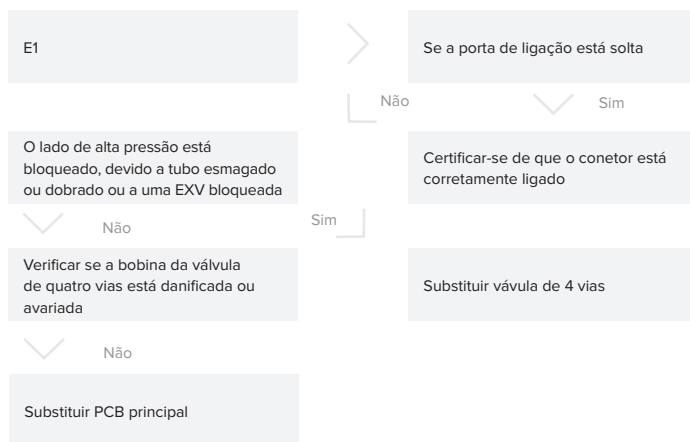 E1
Se a porta de ligação está solta
Não
Sim
O lado de alta pressão está
bloqueado, devido a tubo esmagado
ou dobrado ou a uma EXV bloqueada
Certificar-se de que o conetor está
corretamente ligado
Não
Sim
Verificar se a bobina da válvula
de quatro vias está danificada ou
avariada
Substituir vávula de 4 vias
Não
Substituir PCB principal